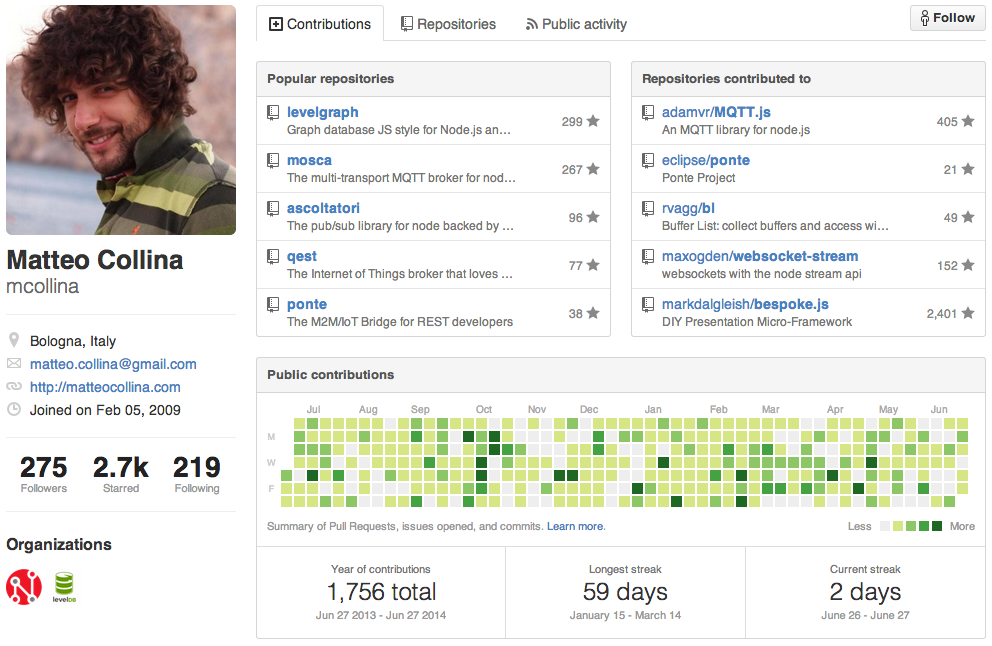 Contributions
Repositories
Public activity
Follow
Matteo Collina
mcollina
Bologna, Italy
matteo.collina@gmail.com
http://matteocollina.com
Joined on Feb 05, 2009
275 2.7k 219
Followers Starred Following
Organizations
levelDB
Popular repositories
levelgraph
Graph database JS style for Node.js an…
299
mosca
The multi-transport MQTT broker for nod…
267
ascoltatori
The pub/sub library for node backed by …
96
qest
The Internet of Things broker that loves …
77
ponte
The M2M/IoT Bridge for REST developers
38
Repositories contributed to
adamvr/MQTT.js
An MQTT library for node.js
405
eclipse/ponte
Ponte Project
21
rvagg/bl
Buffer List: collect buffers and access wi…
49
maxogden/websocket-stream
websockets with the node stream api
152
markdalgleish/bespoke.js
DIY Presentation Micro-Framework
2,401
Public contributions
Jul Aug Sep Oct Nov Dec Jan Feb Mar Apr May Jun
M
W
F
Summary of Pull Requests, issues opened, and commits. Learn more.
Less More
Year of contributions
1,756 total
Jun 27 2013 - Jun 27 2014
Longest streak
59 days
January 15 - March 14
Current streak
2 days
June 26 - June 27